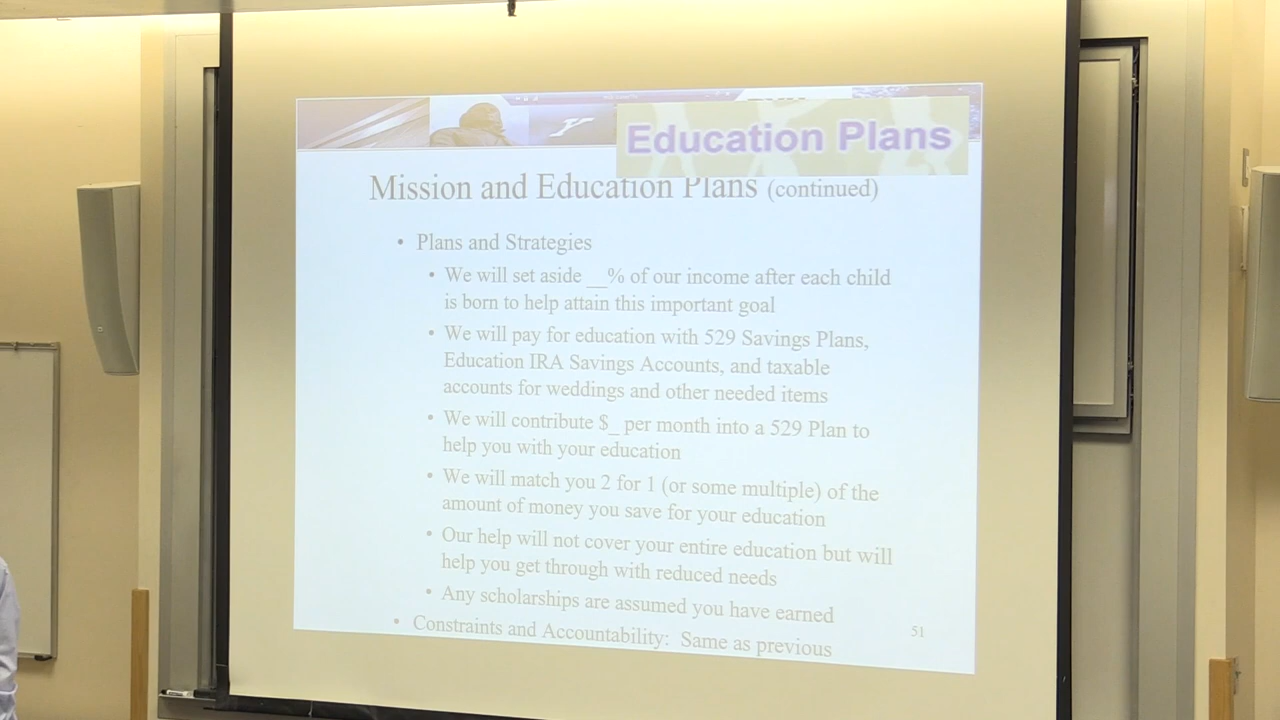 Y
Education Plans
Mission and Education Plans (continued)
• Plans and Strategies
• We will set aside __% of our income after each child
is born to help attain this important goal
• We will pay for education with 529 Savings Plans,
Education IRA Savings Accounts, and taxable
accounts for weddings and other needed items
• We will contribute $_ per month into a 529 Plan to
help you with your education
• We will match you 2 for 1 (or some multiple) of the
amount of money you save for your education
• Our help will not cover your entire education but will
help you get through with reduced needs
• Any scholarships are assumed you have earned
• Constraints and Accountability: Same as previous
51